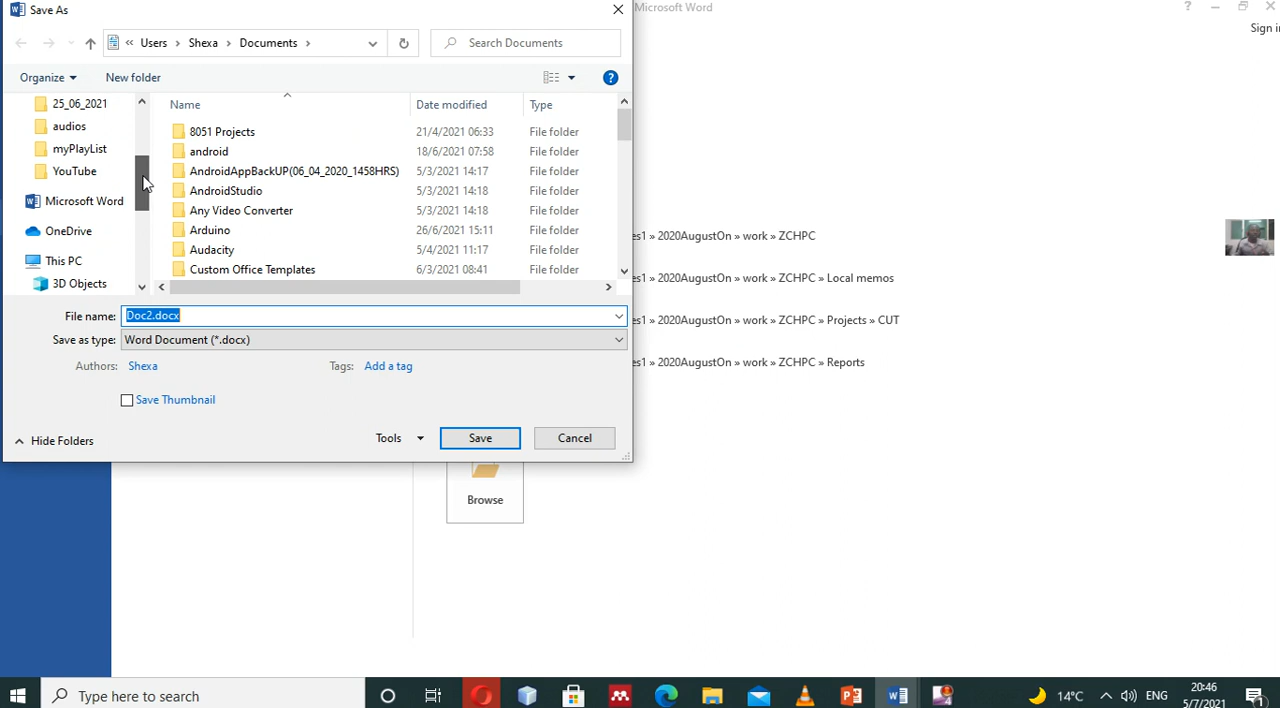 Save As
Microsoft Word
?
Sign i
« Users › Shexa › Documents ›
Search Documents
Organize
New folder
?
Name
Date modified
Type
25_06_2021
audios
myPlayList
YouTube
Microsoft Word
OneDrive
This PC
3D Objects
8051 Projects 21/4/2021 06:33 File folder
android 18/6/2021 07:58 File folder
AndroidAppBackUP(06_04_2020_1458HRS) 5/3/2021 14:17 File folder
AndroidStudio 5/3/2021 14:18 File folder
Any Video Converter 5/3/2021 14:18 File folder
Arduino 26/6/2021 15:11 File folder
Audacity 5/4/2021 11:17 File folder
Custom Office Templates 6/3/2021 08:41 File folder
es1 » 2020AugustOn » work » ZCHPC
es1 » 2020AugustOn » work » ZCHPC » Local memos
es1 » 2020AugustOn » work » ZCHPC » Projects » CUT
es1 » 2020AugustOn » work » ZCHPC » Reports
File name: Doc2.docx
Save as type: Word Document (*.docx)
Authors: Shexa
Tags: Add a tag
Save Thumbnail
Hide Folders
Tools
Save
Cancel
Browse
Type here to search
14°C
ENG
20:46
5/7/2021
1